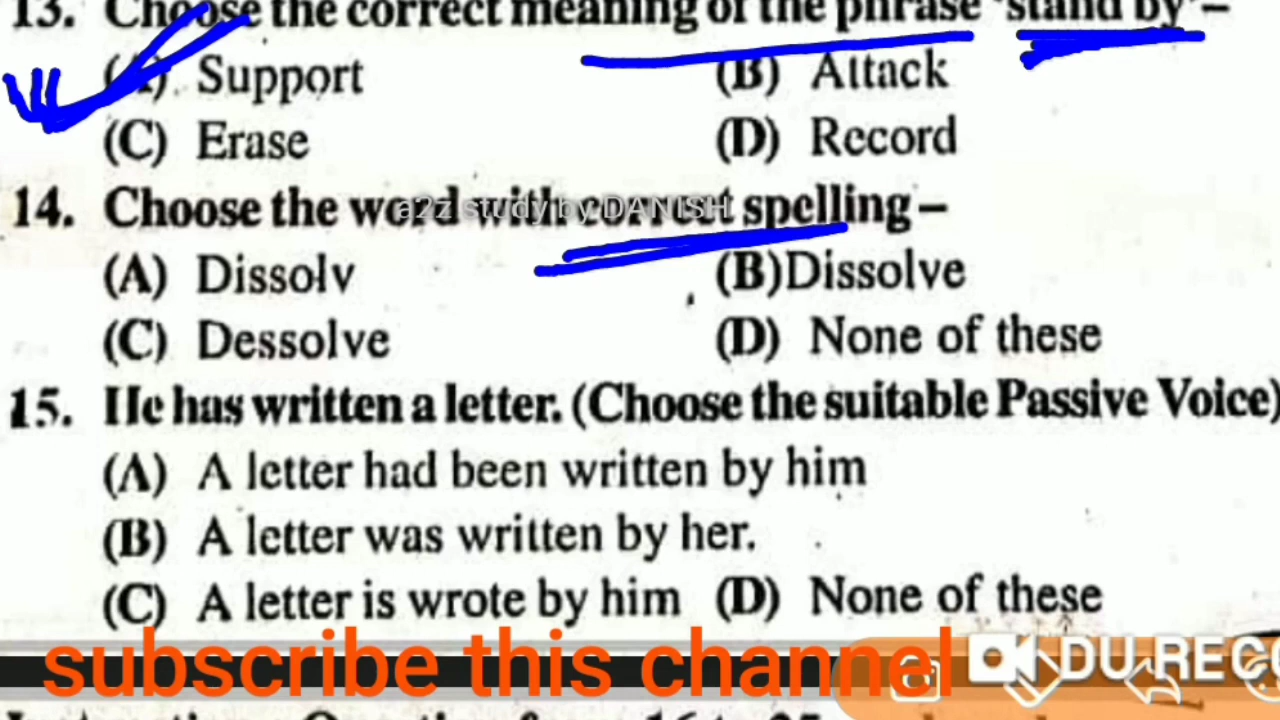 13. Choose the correct meaning of the phrase 'stand by' –
(A) Support (B) Attack
(C) Erase (D) Record
14. Choose the word with correct spelling –
a2z study by DANISH
(A) Dissolv (B) Dissolve
(C) Dessolve (D) None of these
15. He has written a letter. (Choose the suitable Passive Voice)
(A) A letter had been written by him
(B) A letter was written by her.
(C) A letter is wrote by him (D) None of these
subscribe this channel DU REC